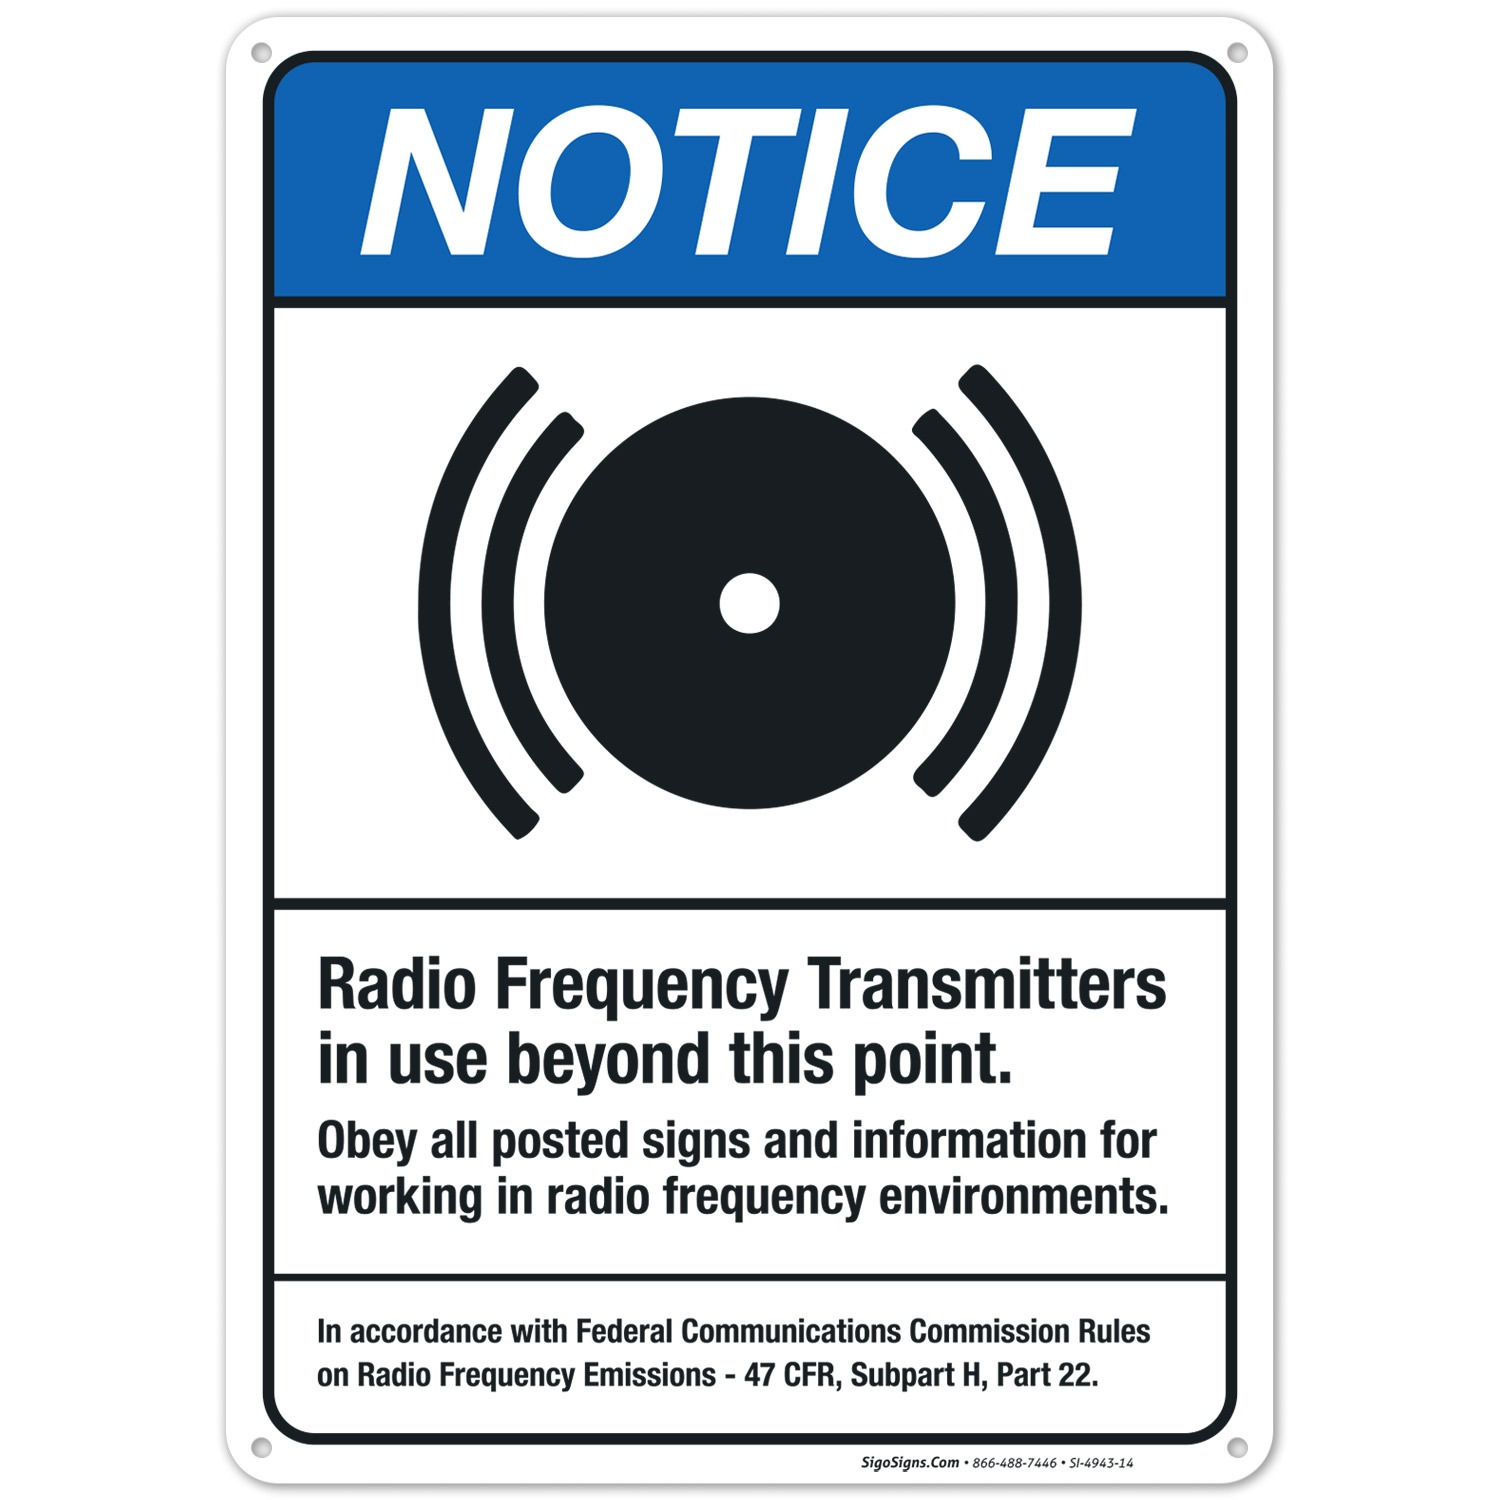 NOTICE
Radio Frequency Transmitters
in use beyond this point.
Obey all posted signs and information for
working in radio frequency environments.
In accordance with Federal Communications Commission Rules
on Radio Frequency Emissions - 47 CFR, Subpart H, Part 22.
SigoSigns.Com • 866-488-7446 • SI-4943-14